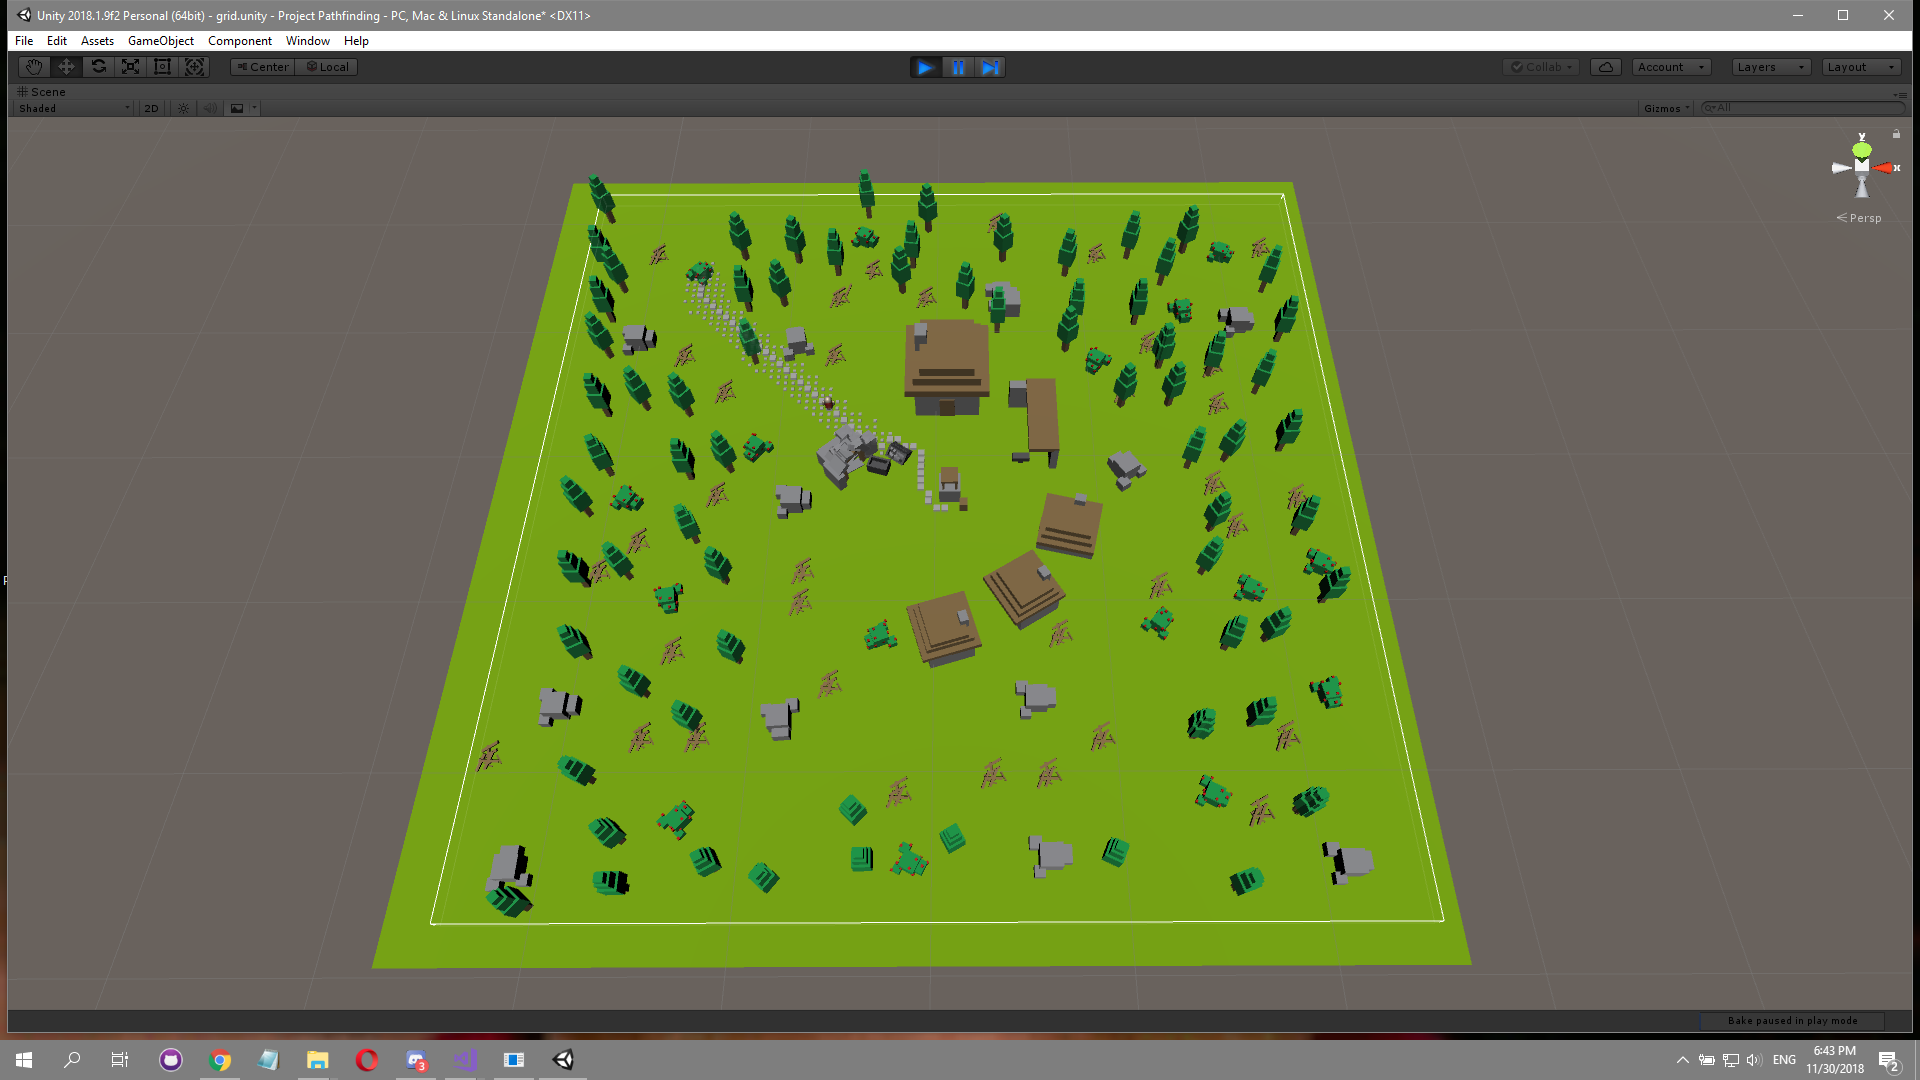 Unity 2018.1.9f2 Personal (64bit) - grid.unity - Project Pathfinding - PC, Mac & Linux Standalone* <DX11>
File Edit Assets GameObject Component Window Help
Center Local Collab Account Layers Layout
Scene
Shaded 2D Gizmos All
y
x
Persp
Bake paused in play mode
3
ENG
6:43 PM
11/30/2018
2